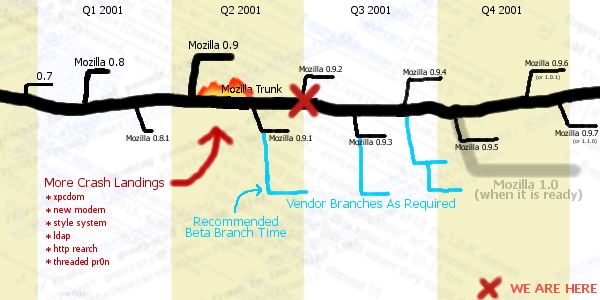 Q1 2001
Q2 2001
Q3 2001
Q4 2001
0.7
Mozilla 0.8
Mozilla 0.9
Mozilla Trunk
Mozilla 0.9.2
Mozilla 0.9.4
Mozilla 0.9.6
(or 1.0.1)
Mozilla 0.8.1
Mozilla 0.9.1
Mozilla 0.9.3
Mozilla 0.9.5
Mozilla 0.9.7
(or 1.1.0)
More Crash Landings
* xpcdom
* new modem
* style system
* ldap
* http rearch
* threaded pr0n
Recommended
Beta Branch Time
Vendor Branches As Required
Mozilla 1.0
(when it is ready)
WE ARE HERE